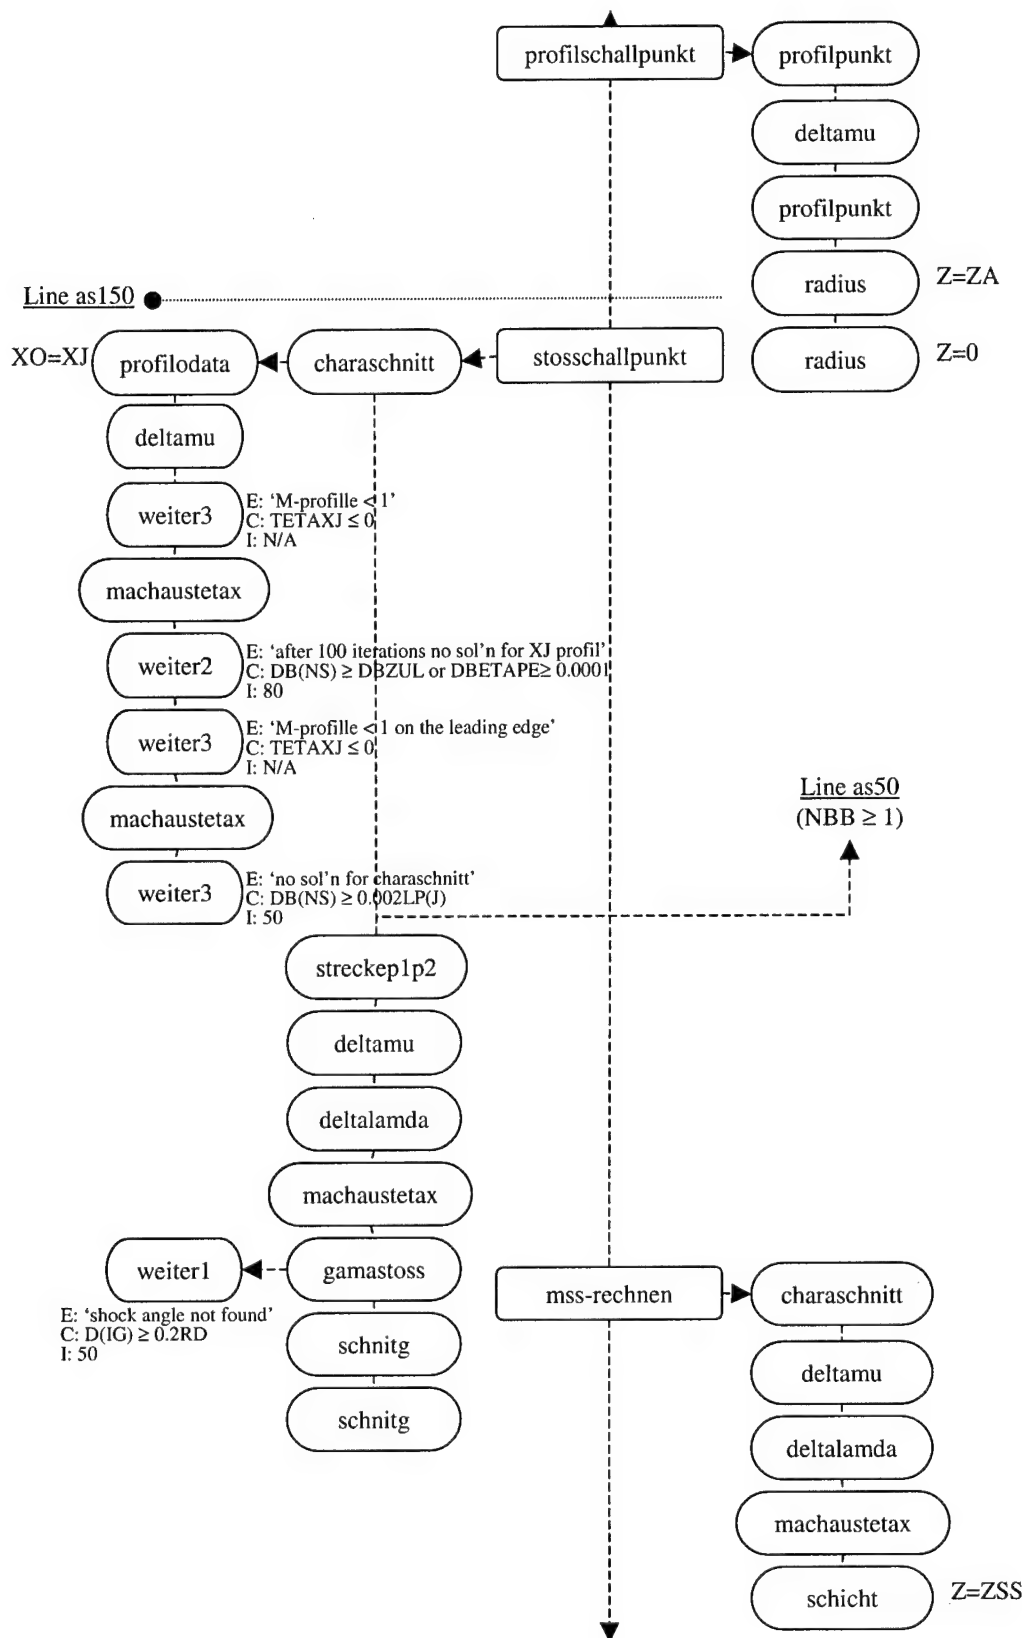 profilschallpunkt
profilpunkt
deltamu
profilpunkt
radius
Z=ZA
Line as150
XO=XJ
profilodata
charaschnitt
stosschallpunkt
radius
Z=0
deltamu
weiter3
E: ‘M-profille < 1’
C: TETAXJ ≤ 0
I: N/A
machaustetax
weiter2
E: ‘after 100 iterations no sol’n for XJ profil’
C: DB(NS) ≥ DBZUL or DBETAPE≥ 0.0001
I: 80
weiter3
E: ‘M-profille < 1 on the leading edge’
C: TETAXJ ≤ 0
I: N/A
machaustetax
Line as50
(NBB ≥ 1)
weiter3
E: ‘no sol’n for charaschnitt’
C: DB(NS) ≥ 0.002LP(J)
I: 50
streckep1p2
deltamu
deltalamda
machaustetax
weiter1
gamastoss
E: ‘shock angle not found’
C: D(IG) ≥ 0.2RD
I: 50
schnitg
schnitg
mss-rechnen
charaschnitt
deltamu
deltalamda
machaustetax
schicht
Z=ZSS